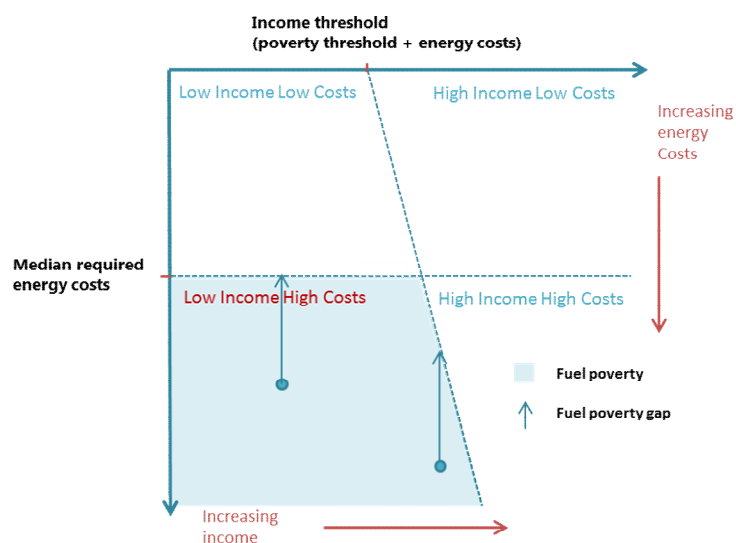 Income threshold
(poverty threshold + energy costs)
Low Income Low Costs
High Income Low Costs
Increasing
energy
Costs
Median required
energy costs
Low Income High Costs
High Income High Costs
Fuel poverty
Fuel poverty gap
Increasing
income